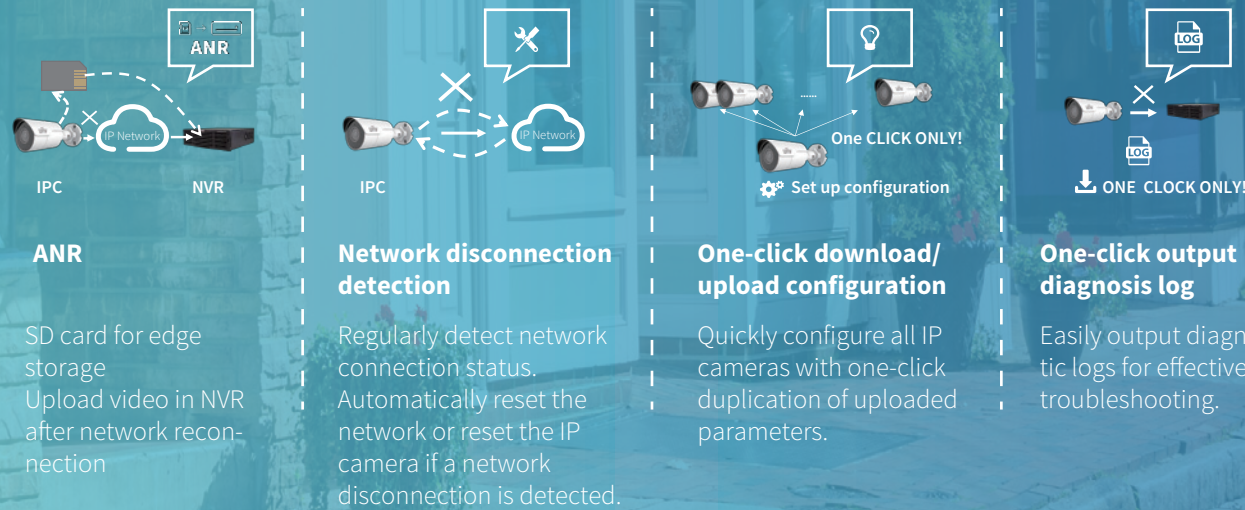 ANR
IP Network
IPC
NVR
ANR
SD card for edge
storage
Upload video in NVR
after network recon-
nection
IP Network
IPC
Network disconnection
detection
Regularly detect network
connection status.
Automatically reset the
network or reset the IP
camera if a network
disconnection is detected.
......
One CLICK ONLY!
Set up configuration
One-click download/
upload configuration
Quickly configure all IP
cameras with one-click
duplication of uploaded
parameters.
LOG
LOG
ONE CLOCK ONLY!
One-click output
diagnosis log
Easily output diagn
tic logs for effective
troubleshooting.